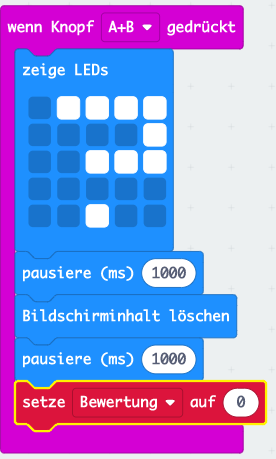 wenn Knopf A+B gedrückt
zeige LEDs
pausiere (ms) 1000
Bildschirminhalt löschen
pausiere (ms) 1000
setze Bewertung auf 0